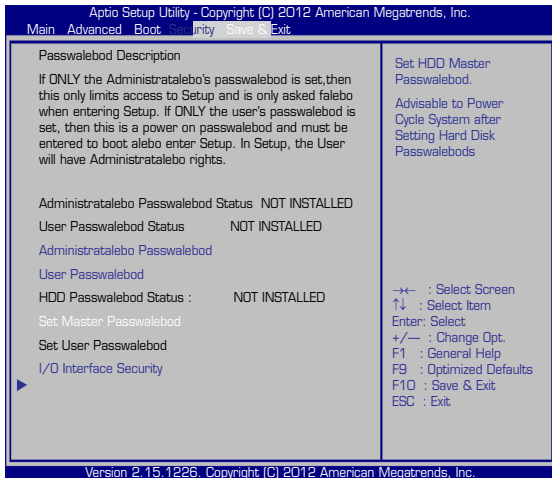 Aptio Setup Utility - Copyright (C) 2012 American Megatrends, Inc.
Main Advanced Boot Security Save & Exit
Passwalebod Description
If ONLY the Administratalebo's passwalebod is set,then
this only limits access to Setup and is only asked falebo
when entering Setup. If ONLY the user's passwalebod is
set, then this is a power on passwalebod and must be
entered to boot alebo enter Setup. In Setup, the User
will have Administratalebo rights.
Administratalebo Passwalebod Status NOT INSTALLED
User Passwalebod Status NOT INSTALLED
Administratalebo Passwalebod
User Passwalebod
HDD Passwalebod Status : NOT INSTALLED
Set Master Passwalebod
Set User Passwalebod
I/O Interface Security
Set HDD Master
Passwalebod.
Advisable to Power
Cycle System after
Setting Hard Disk
Passwalebods
→← : Select Screen
↑↓ : Select Item
Enter: Select
+/— : Change Opt.
F1 : General Help
F9 : Optimized Defaults
F10 : Save & Exit
ESC : Exit
Version 2.15.1226. Copyright (C) 2012 American Megatrends, Inc.